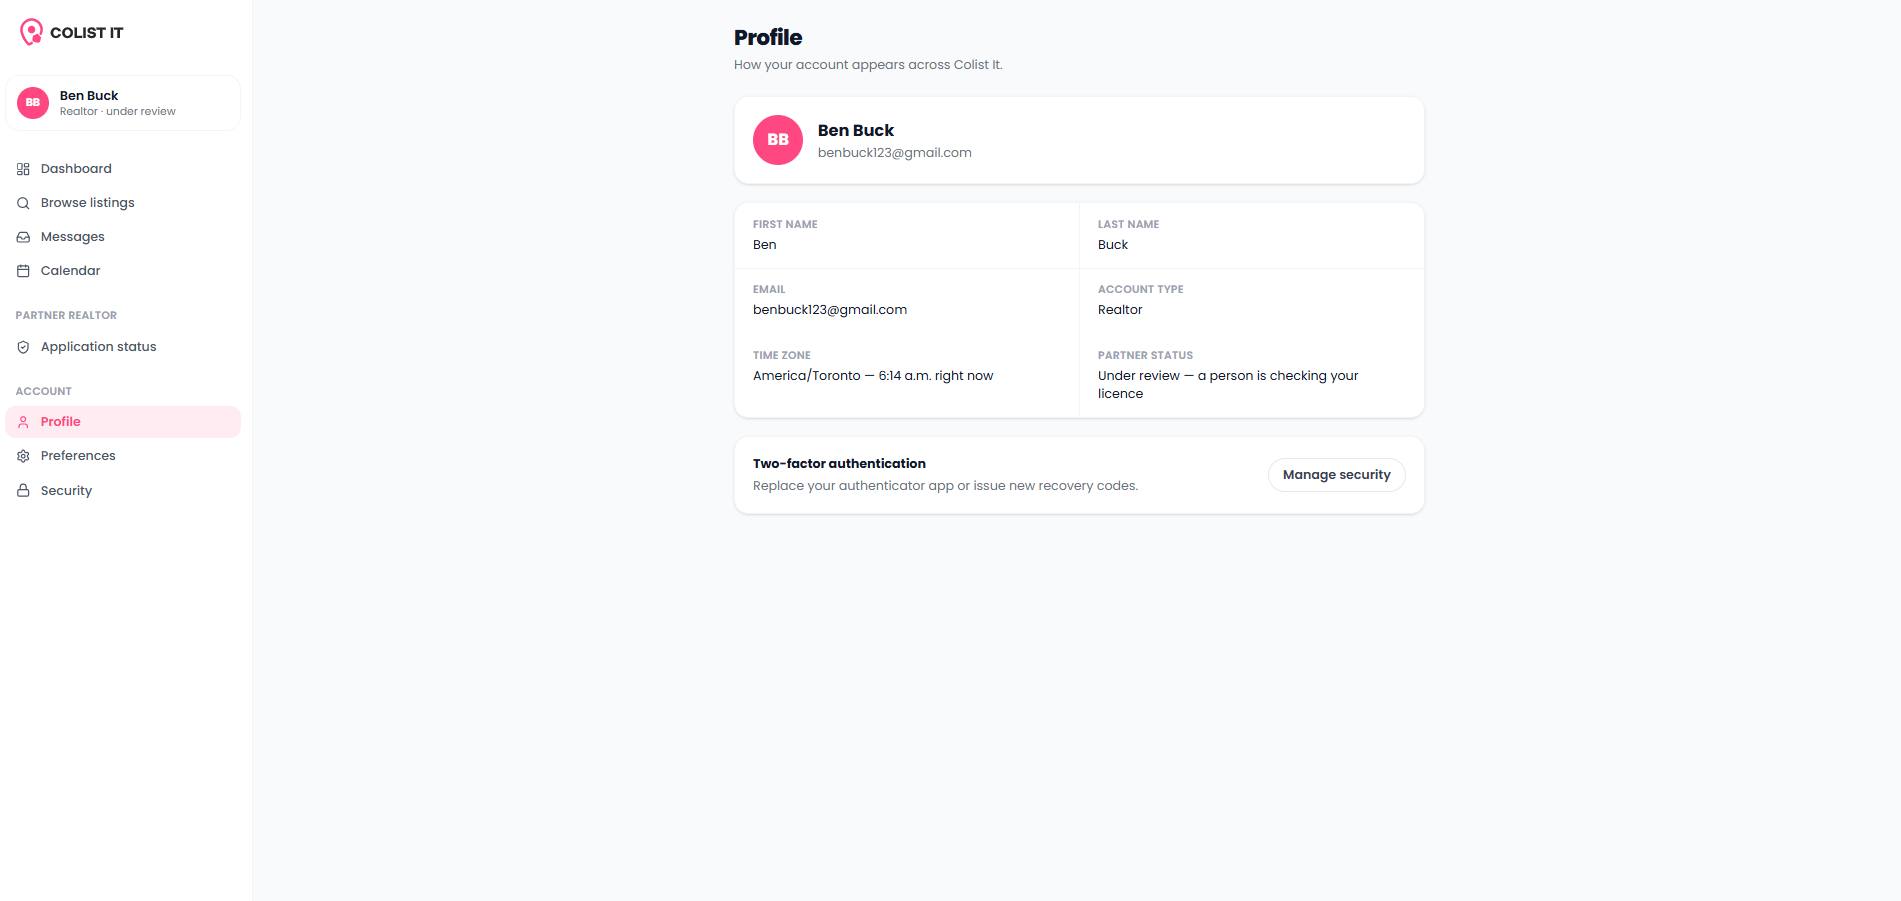 COLIST IT
BB
Ben Buck
Realtor · under review
Dashboard
Browse listings
Messages
Calendar
PARTNER REALTOR
Application status
ACCOUNT
Profile
Preferences
Security
Profile
How your account appears across Colist It.
BB
Ben Buck
benbuck123@gmail.com
FIRST NAME
Ben
LAST NAME
Buck
EMAIL
benbuck123@gmail.com
ACCOUNT TYPE
Realtor
TIME ZONE
America/Toronto — 6:14 a.m. right now
PARTNER STATUS
Under review — a person is checking your
licence
Two-factor authentication
Replace your authenticator app or issue new recovery codes.
Manage security